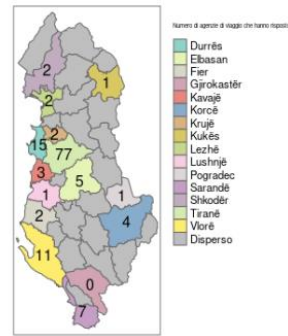 Numero di agenzie di viaggio che hanno risposto
Durrës
Elbasan
Fier
Gjirokastër
Kavajë
Korcë
Krujë
Kukës
Lezhë
Lushnjë
Pogradec
Sarandë
Shkodër
Tiranë
Vlorë
Disperso
2
1
2
2
15
77
3
5
1
1
2
4
11
0
7